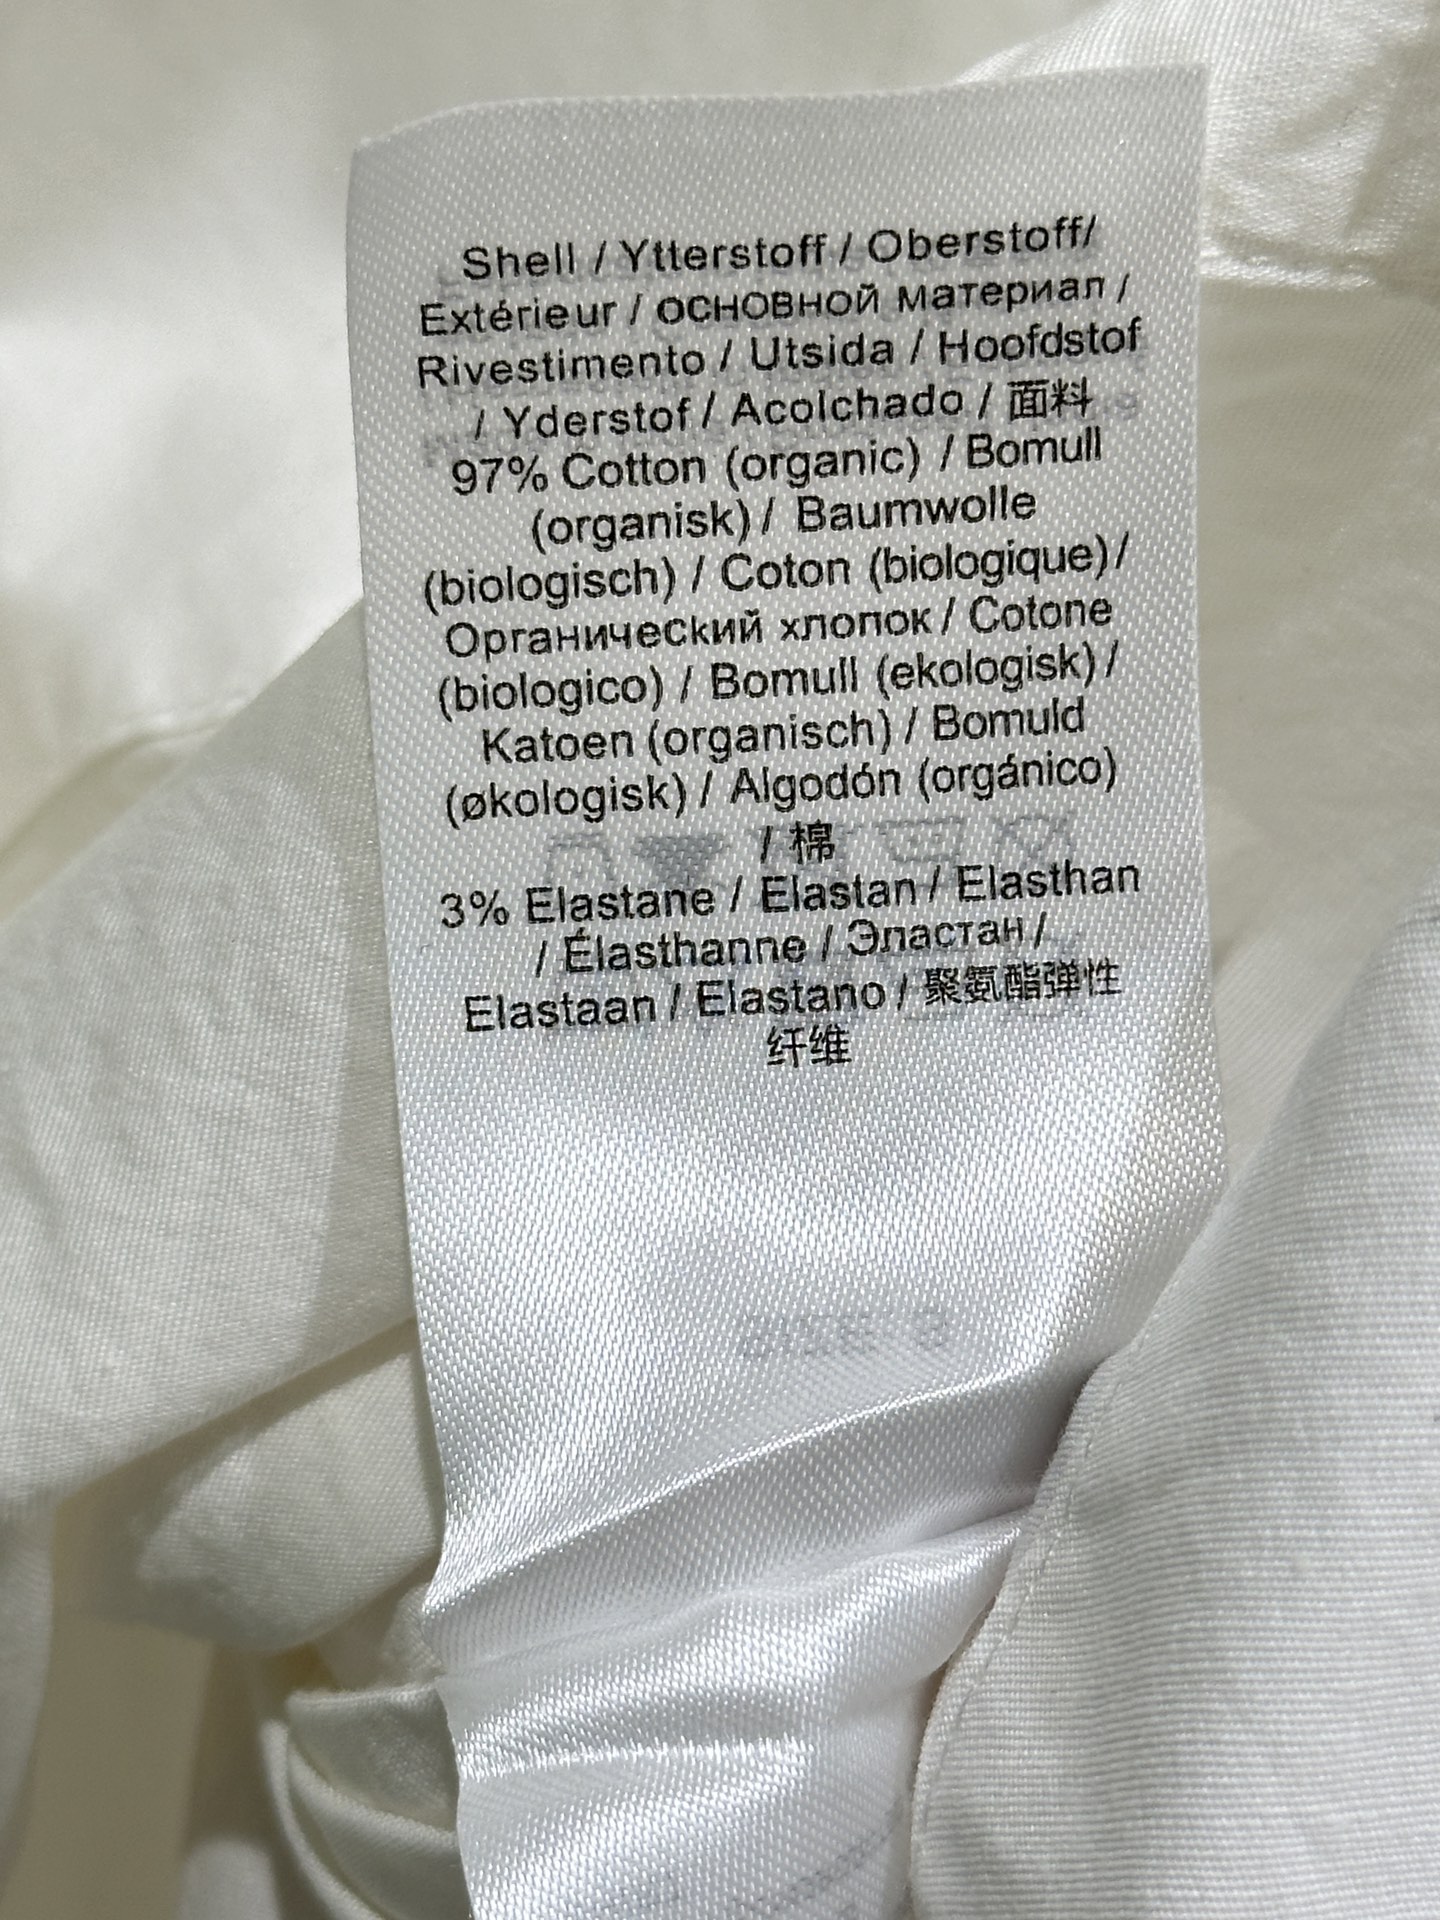 Shell / Ytterstoff / Oberstoff/
Extérieur / основной материал /
Rivestimento / Utsida / Hoofdstof
/ Yderstof / Acolchado / 面料
97% Cotton (organic) / Bomull
(organisk) / Baumwolle
(biologisch) / Coton (biologique)/
Органический хлопок / Cotone
(biologico) / Bomull (ekologisk) /
Katoen (organisch) / Bomuld
(økologisk) / Algodón (orgánico)
/ 棉
3% Elastane / Elastan / Elasthan
/ Élasthanne / Эластан /
Elastaan / Elastano / 聚氨酯弹性
纤维